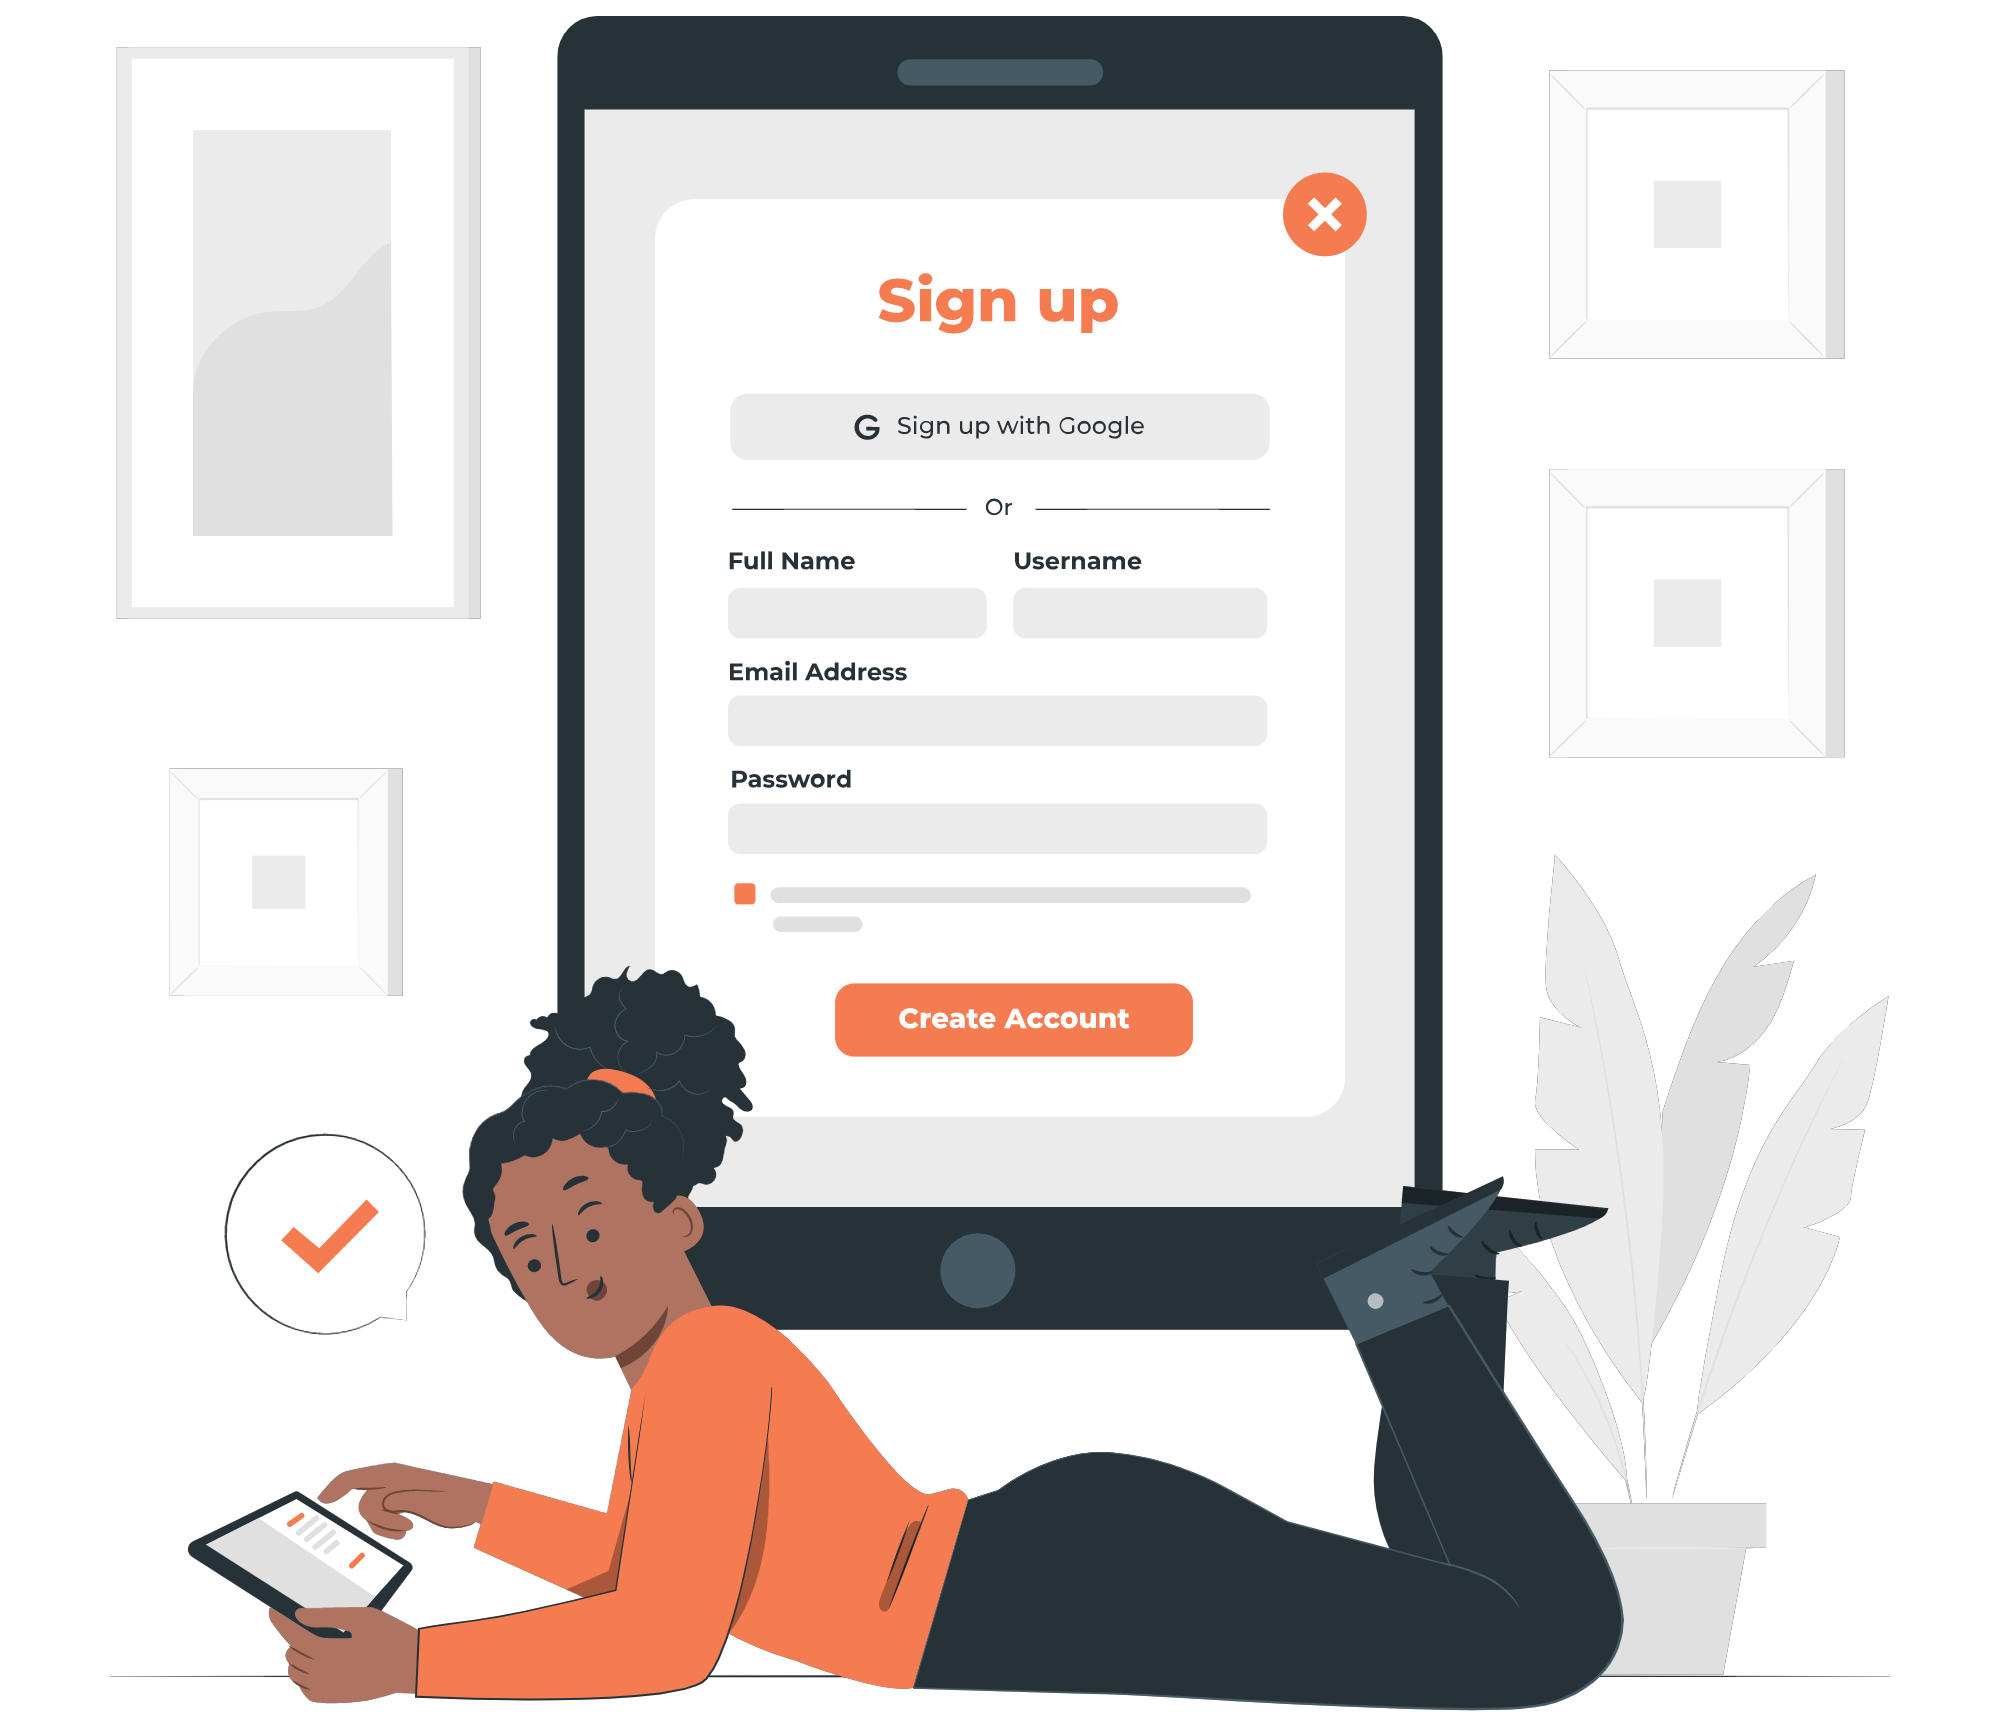 Sign up
G Sign up with Google
Or
Full Name Username
Email Address
Password
Create Account